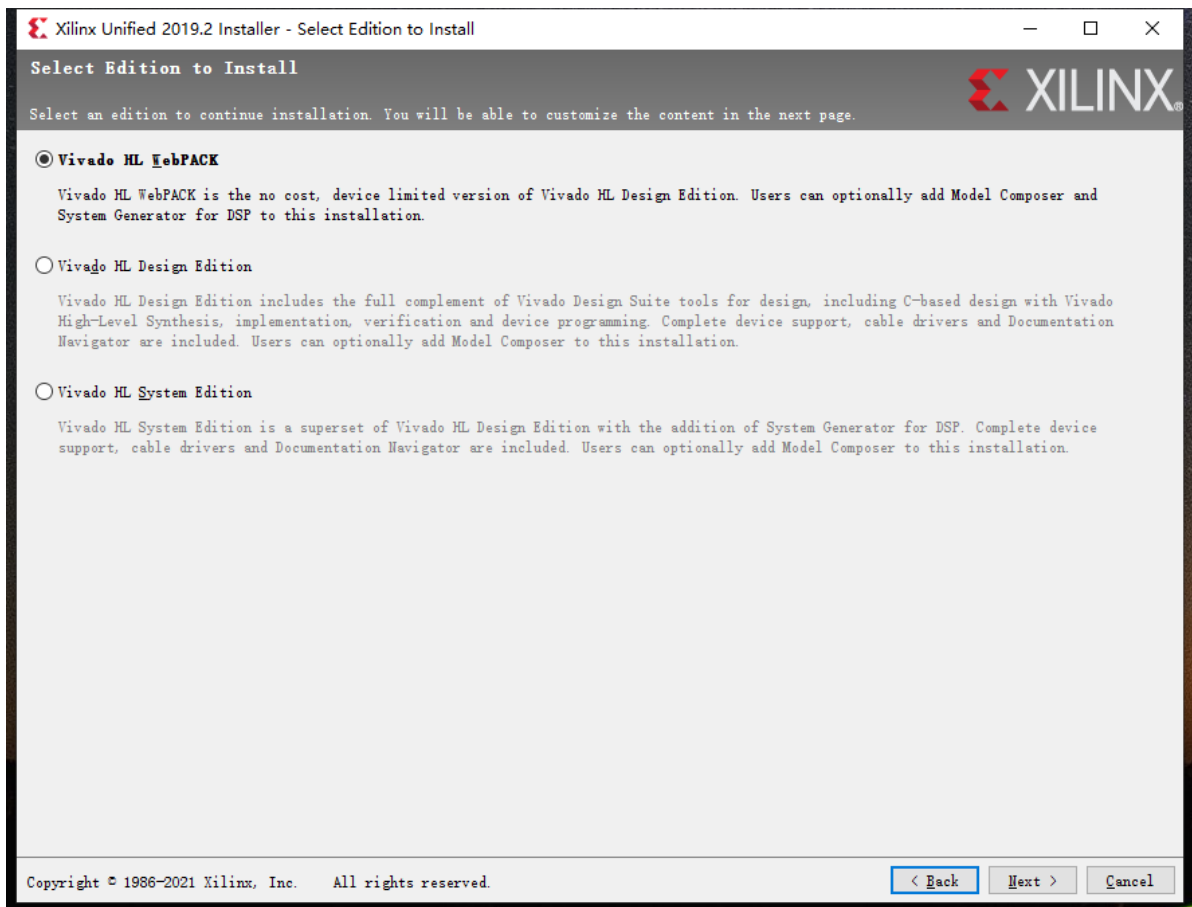 Xilinx Unified 2019.2 Installer - Select Edition to Install
Select Edition to Install
XILINX®
Select an edition to continue installation. You will be able to customize the content in the next page.
Vivado HL WebPACK
Vivado HL WebPACK is the no cost, device limited version of Vivado HL Design Edition. Users can optionally add Model Composer and
System Generator for DSP to this installation.
Vivado HL Design Edition
Vivado HL Design Edition includes the full complement of Vivado Design Suite tools for design, including C-based design with Vivado
High-Level Synthesis, implementation, verification and device programming. Complete device support, cable drivers and Documentation
Navigator are included. Users can optionally add Model Composer to this installation.
Vivado HL System Edition
Vivado HL System Edition is a superset of Vivado HL Design Edition with the addition of System Generator for DSP. Complete device
support, cable drivers and Documentation Navigator are included. Users can optionally add Model Composer to this installation.
Copyright © 1986-2021 Xilinx, Inc. All rights reserved.
< Back
Next >
Cancel